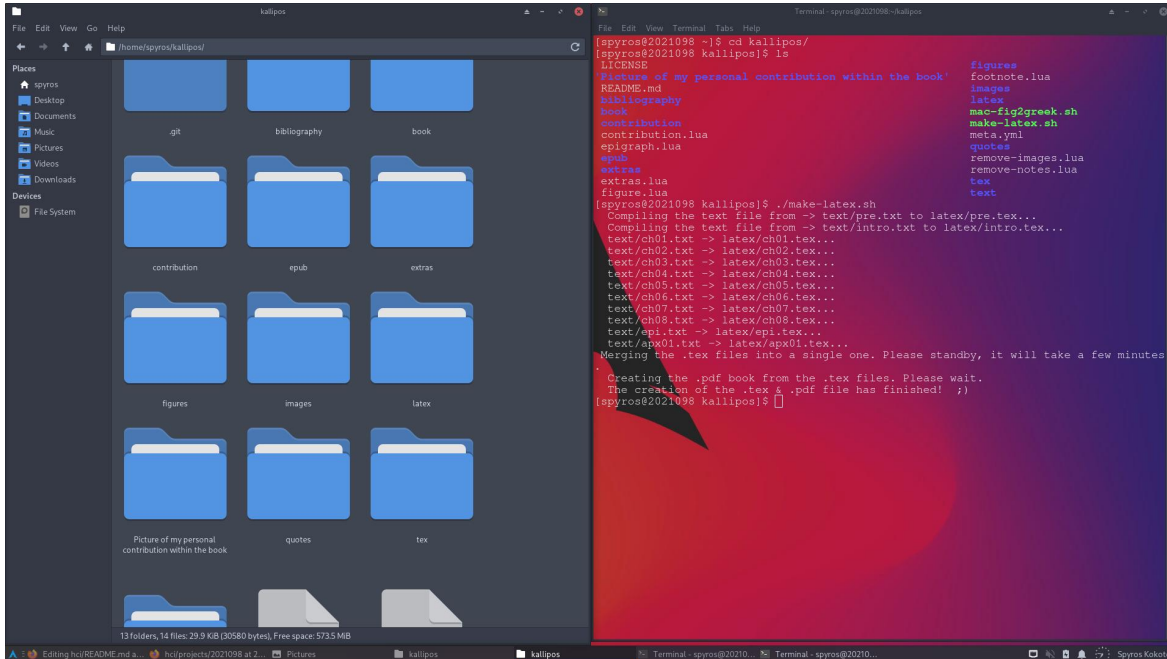 kallipos
File Edit View Go Help
/home/spyros/kallipos/
Places
spyros
Desktop
Documents
Music
Pictures
Videos
Downloads
Devices
File System
.git bibliography book
contribution epub extras
figures images latex
Picture of my personal quotes tex
contribution within the book
13 folders, 14 files: 29.9 KiB (30580 bytes), Free space: 573.5 MiB
Terminal - spyros@2021098:~/kallipos
File Edit View Terminal Tabs Help
[spyros@2021098 ~]$ cd kallipos/
[spyros@2021098 kallipos]$ ls
LICENSE figures
'Picture of my personal contribution within the book' footnote.lua
README.md images
bibliography latex
book mac-fig2greek.sh
contribution make-latex.sh
contribution.lua meta.yml
epigraph.lua quotes
epub remove-images.lua
extras remove-notes.lua
extras.lua tex
figure.lua text
[spyros@2021098 kallipos]$ ./make-latex.sh
Compiling the text file from -> text/pre.txt to latex/pre.tex...
Compiling the text file from -> text/intro.txt to latex/intro.tex...
text/ch01.txt -> latex/ch01.tex...
text/ch02.txt -> latex/ch02.tex...
text/ch03.txt -> latex/ch03.tex...
text/ch04.txt -> latex/ch04.tex...
text/ch05.txt -> latex/ch05.tex...
text/ch06.txt -> latex/ch06.tex...
text/ch07.txt -> latex/ch07.tex...
text/ch08.txt -> latex/ch08.tex...
text/epi.txt -> latex/epi.tex...
text/apx01.txt -> latex/apx01.tex...
Merging the .tex files into a single one. Please standby, it will take a few minutes
.
Creating the .pdf book from the .tex files. Please wait.
The creation of the .tex & .pdf file has finished! ;)
[spyros@2021098 kallipos]$
Editing hci/README.md a... hci/projects/2021098 at 2... Pictures kallipos kallipos Terminal - spyros@20210... Terminal - spyros@20210... Spyros Kokot